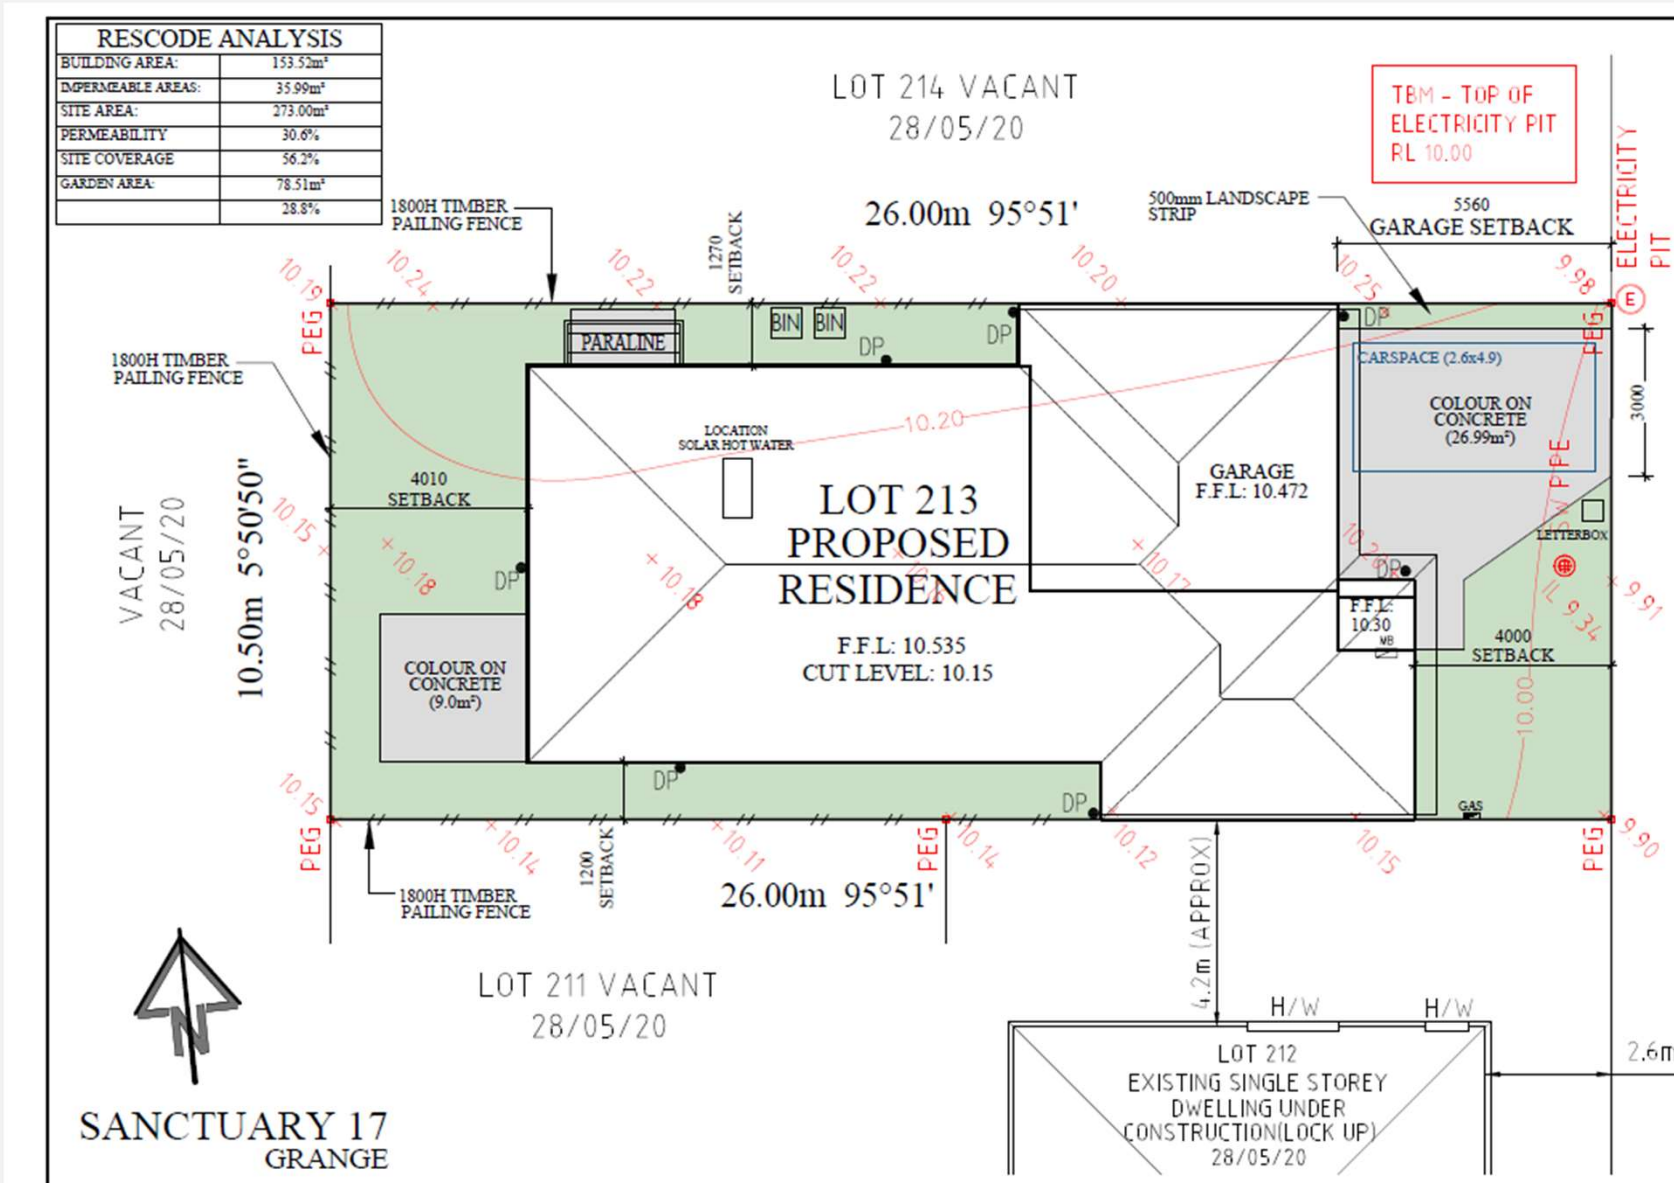 RESCODE ANALYSIS
BUILDING AREA: 153.52m²
IMPERMEABLE AREAS: 35.99m²
SITE AREA: 273.00m²
PERMEABILITY 30.6%
SITE COVERAGE 56.2%
GARDEN AREA: 78.51m²
28.8%
LOT 214 VACANT
28/05/20
TBM - TOP OF
ELECTRICITY PIT
RL 10.00
ELECTRICITY
PIT
1800H TIMBER
PAILING FENCE
1270
SETBACK
26.00m 95°51'
500mm LANDSCAPE
STRIP
5560
GARAGE SETBACK
10.19
10.24
10.22
10.22
10.20
10.25
9.98
E
PEG
PARALINE
BIN
BIN
DP
DP
DP
PEG
1800H TIMBER
PAILING FENCE
CARSPACE (2.6x4.9)
COLOUR ON
CONCRETE
(26.99m²)
3000
10.20
LOCATION
SOLAR HOT WATER
GARAGE
F.F.L: 10.472
4010
SETBACK
VACANT
28/05/20
10.50m 5°50'50"
10.15
10.18
DP
LOT 213
PROPOSED
RESIDENCE
F.F.L: 10.535
CUT LEVEL: 10.15
10.18
10.17
DP
LETTERBOX
IL 9.34
9.91
F.F.L:
10.30
MB
4000
SETBACK
10.00
COLOUR ON
CONCRETE
(9.0m²)
DP
DP
GAS
10.15
PEG
10.14
10.11
PEG
10.14
10.12
10.15
PEG
9.90
1800H TIMBER
PAILING FENCE
1200
SETBACK
26.00m 95°51'
4.2m (APPROX)
LOT 211 VACANT
28/05/20
N
H/W
H/W
LOT 212
EXISTING SINGLE STOREY
DWELLING UNDER
CONSTRUCTION(LOCK UP)
28/05/20
2.6m
SANCTUARY 17
GRANGE